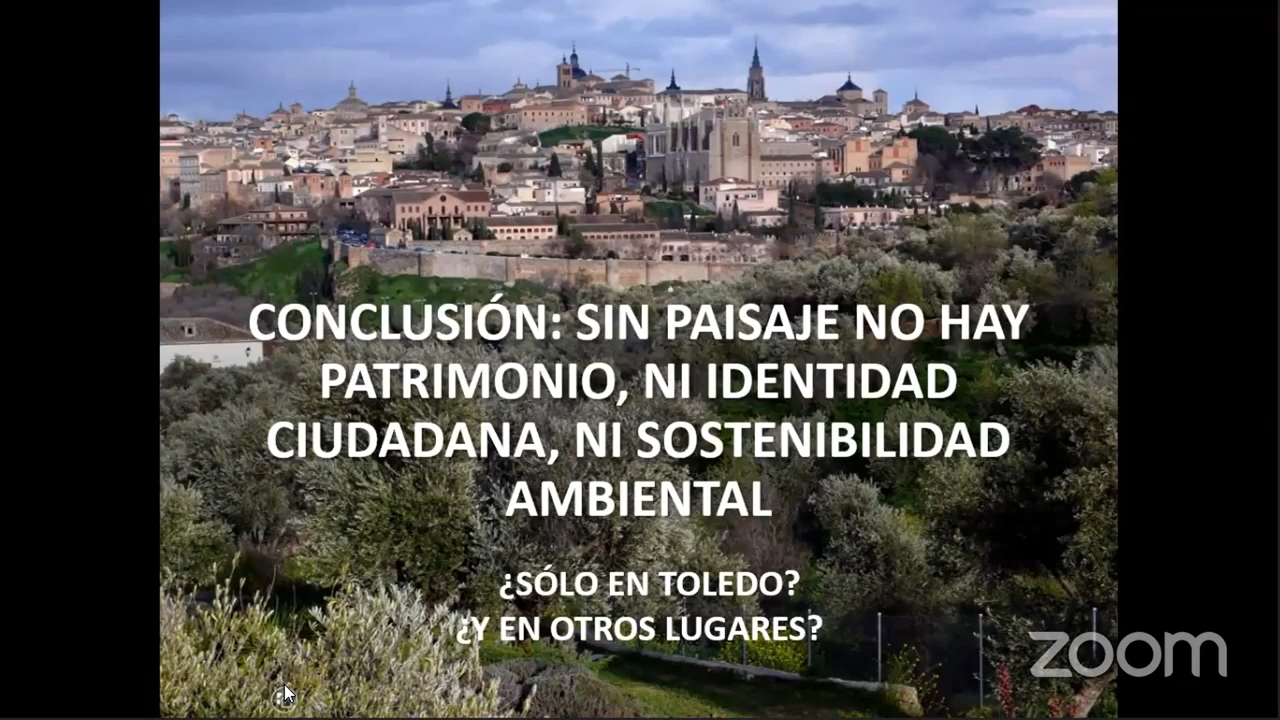 CONCLUSIÓN: SIN PAISAJE NO HAY
PATRIMONIO, NI IDENTIDAD
CIUDADANA, NI SOSTENIBILIDAD
AMBIENTAL
¿SÓLO EN TOLEDO?
¿Y EN OTROS LUGARES?
zoom